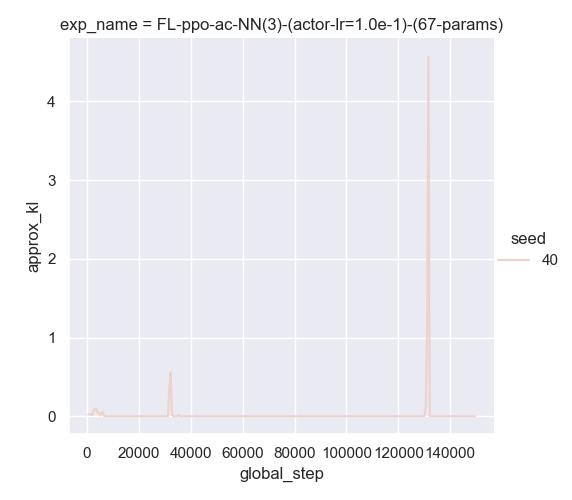 exp_name = FL-ppo-ac-NN(3)-(actor-lr=1.0e-1)-(67-params)
4
3
2
1
0
approx_kl
seed
40
0 20000 40000 60000 80000 100000 120000 140000
global_step